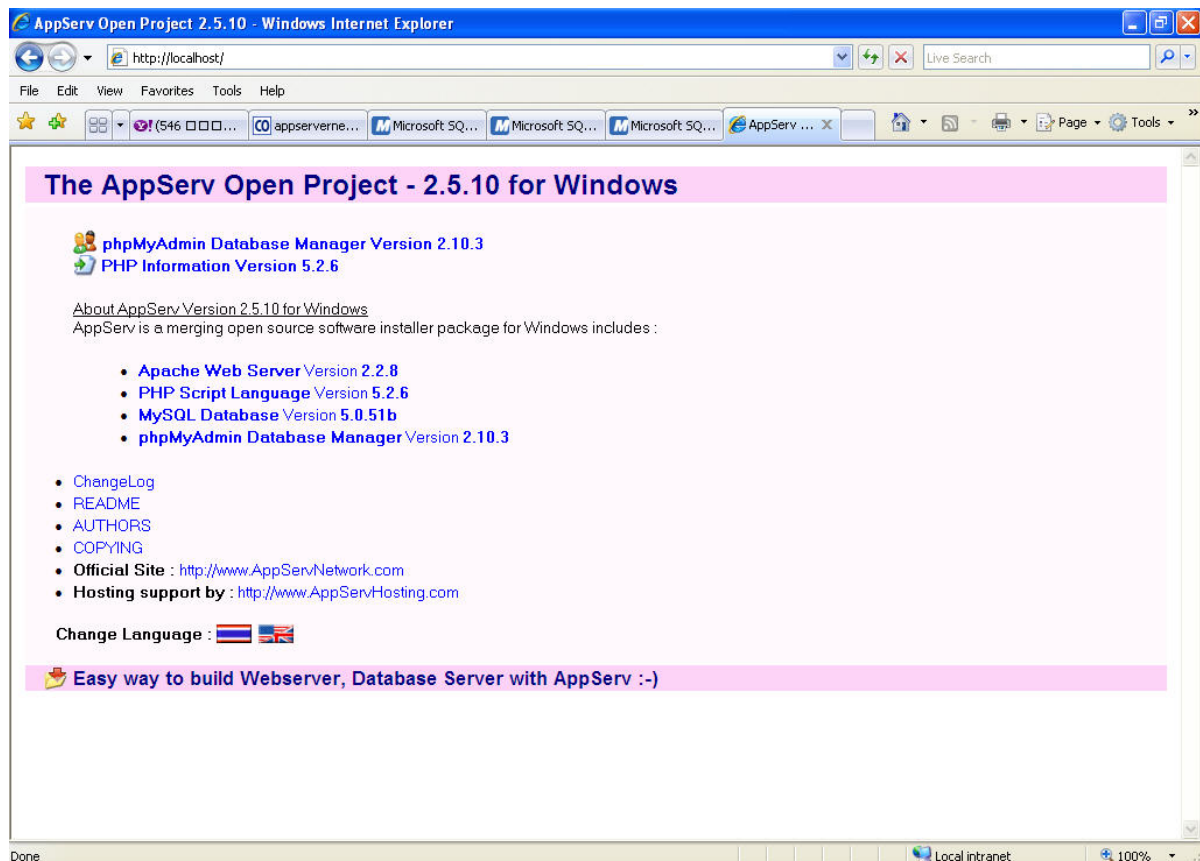 AppServ Open Project 2.5.10 - Windows Internet Explorer
http://localhost/
Live Search
File Edit View Favorites Tools Help
(546 □□□... appserverne... Microsoft SQ... Microsoft SQ... Microsoft SQ... AppServ ... Page Tools
The AppServ Open Project - 2.5.10 for Windows
phpMyAdmin Database Manager Version 2.10.3
PHP Information Version 5.2.6
About AppServ Version 2.5.10 for Windows
AppServ is a merging open source software installer package for Windows includes :
• Apache Web Server Version 2.2.8
• PHP Script Language Version 5.2.6
• MySQL Database Version 5.0.51b
• phpMyAdmin Database Manager Version 2.10.3
• ChangeLog
• README
• AUTHORS
• COPYING
• Official Site : http://www.AppServNetwork.com
• Hosting support by : http://www.AppServHosting.com
Change Language :
Easy way to build Webserver, Database Server with AppServ :-)
Done Local intranet 100%